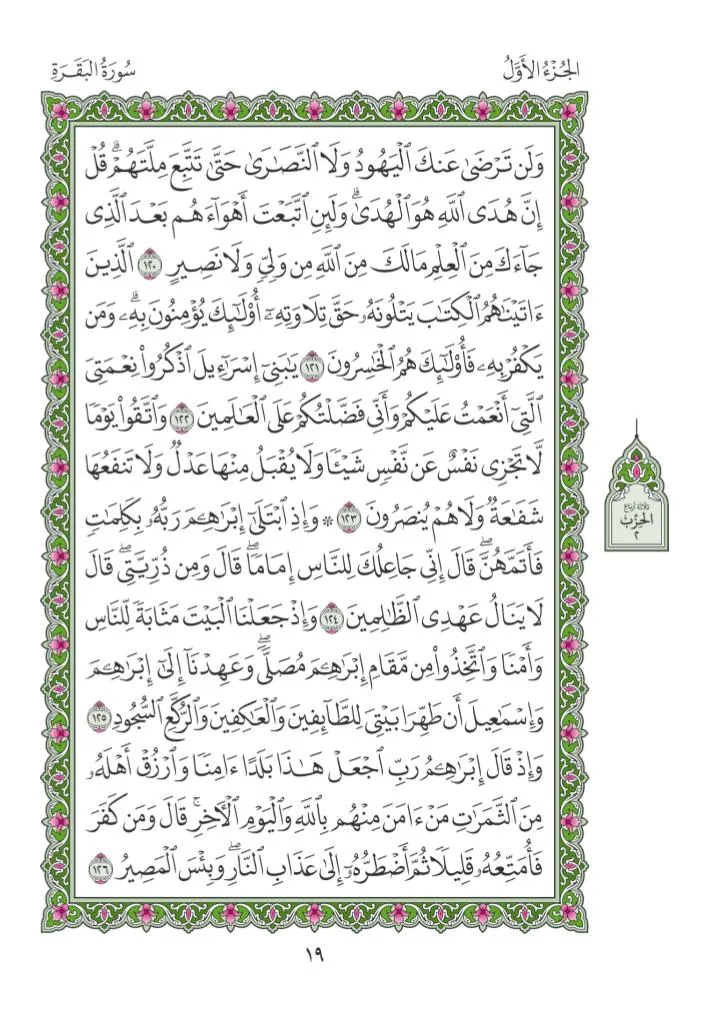 الجُزْءُ الأَوَّلُ
سُورَةُ البَقَرَةِ
وَلَن تَرْضَىٰ عَنكَ ٱلْيَهُودُ وَلَا ٱلنَّصَٰرَىٰ حَتَّىٰ تَتَّبِعَ مِلَّتَهُمْۗ قُلْ
إِنَّ هُدَى ٱللَّهِ هُوَ ٱلْهُدَىٰۗ وَلَئِنِ ٱتَّبَعْتَ أَهْوَآءَهُم بَعْدَ ٱلَّذِى
جَآءَكَ مِنَ ٱلْعِلْمِ مَا لَكَ مِنَ ٱللَّهِ مِن وَلِىٍّ وَلَا نَصِيرٍ ١٢٠ ٱلَّذِينَ
ءَاتَيْنَٰهُمُ ٱلْكِتَٰبَ يَتْلُونَهُۥ حَقَّ تِلَاوَتِهِۦٓ أُو۟لَٰٓئِكَ يُؤْمِنُونَ بِهِۦۗ وَمَن
يَكْفُرْ بِهِۦ فَأُو۟لَٰٓئِكَ هُمُ ٱلْخَٰسِرُونَ ١٢١ يَٰبَنِىٓ إِسْرَٰٓءِيلَ ٱذْكُرُوا۟ نِعْمَتِىَ
ٱلَّتِىٓ أَنْعَمْتُ عَلَيْكُمْ وَأَنِّى فَضَّلْتُكُمْ عَلَى ٱلْعَٰلَمِينَ ١٢٢ وَٱتَّقُوا۟ يَوْمًا
لَّا تَجْزِى نَفْسٌ عَن نَّفْسٍ شَيْـًٔا وَلَا يُقْبَلُ مِنْهَا عَدْلٌ وَلَا تَنفَعُهَا
شَفَٰعَةٌ وَلَا هُمْ يُنصَرُونَ ١٢٣ * وَإِذِ ٱبْتَلَىٰٓ إِبْرَٰهِۦمَ رَبُّهُۥ بِكَلِمَٰتٍ
فَأَتَمَّهُنَّۖ قَالَ إِنِّى جَاعِلُكَ لِلنَّاسِ إِمَامًاۖ قَالَ وَمِن ذُرِّيَّتِىۖ قَالَ
لَا يَنَالُ عَهْدِى ٱلظَّٰلِمِينَ ١٢٤ وَإِذْ جَعَلْنَا ٱلْبَيْتَ مَثَابَةً لِّلنَّاسِ
وَأَمْنًا وَٱتَّخِذُوا۟ مِن مَّقَامِ إِبْرَٰهِۦمَ مُصَلًّىۖ وَعَهِدْنَآ إِلَىٰٓ إِبْرَٰهِۦمَ
وَإِسْمَٰعِيلَ أَن طَهِّرَا بَيْتِىَ لِلطَّآئِفِينَ وَٱلْعَٰكِفِينَ وَٱلرُّكَّعِ ٱلسُّجُودِ ١٢٥
وَإِذْ قَالَ إِبْرَٰهِۦمُ رَبِّ ٱجْعَلْ هَٰذَا بَلَدًا ءَامِنًا وَٱرْزُقْ أَهْلَهُۥ
مِنَ ٱلثَّمَرَٰتِ مَنْ ءَامَنَ مِنْهُم بِٱللَّهِ وَٱلْيَوْمِ ٱلْءَاخِرِۚ قَالَ وَمَن كَفَرَ
فَأُمَتِّعُهُۥ قَلِيلًا ثُمَّ أَضْطَرُّهُۥٓ إِلَىٰ عَذَابِ ٱلنَّارِۖ وَبِئْسَ ٱلْمَصِيرُ ١٢٦
ثلاثة أرباع
الحِزْب
٢
١٩